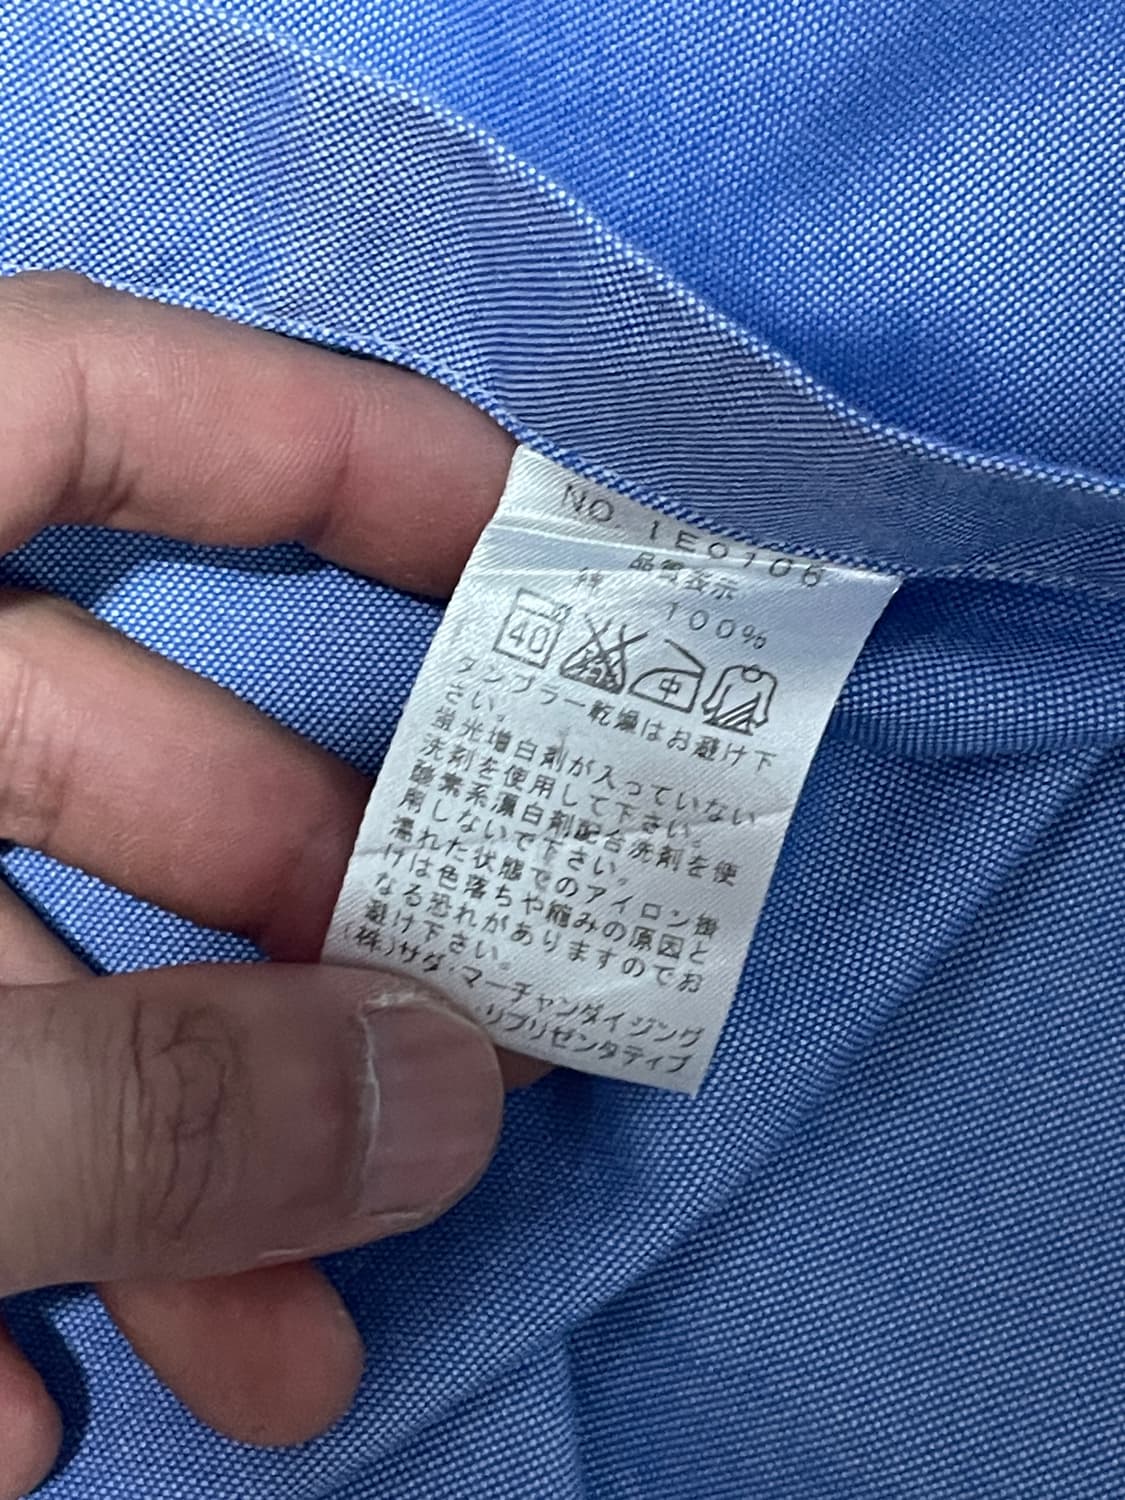 NO. 1E0106
品質表示
綿 100%
40 中
タンブラー乾燥はお避け下
さい。
蛍光増白剤が入っていない
洗剤を使用して下さい。
酸素系漂白剤配合洗剤を使
用しないで下さい。
濡れた状態でのアイロン掛
けは色落ちや縮みの原因と
なる恐れがありますのでお
避け下さい。
(株)サダ・マーチャンダイジング
・リプリゼンタティブ